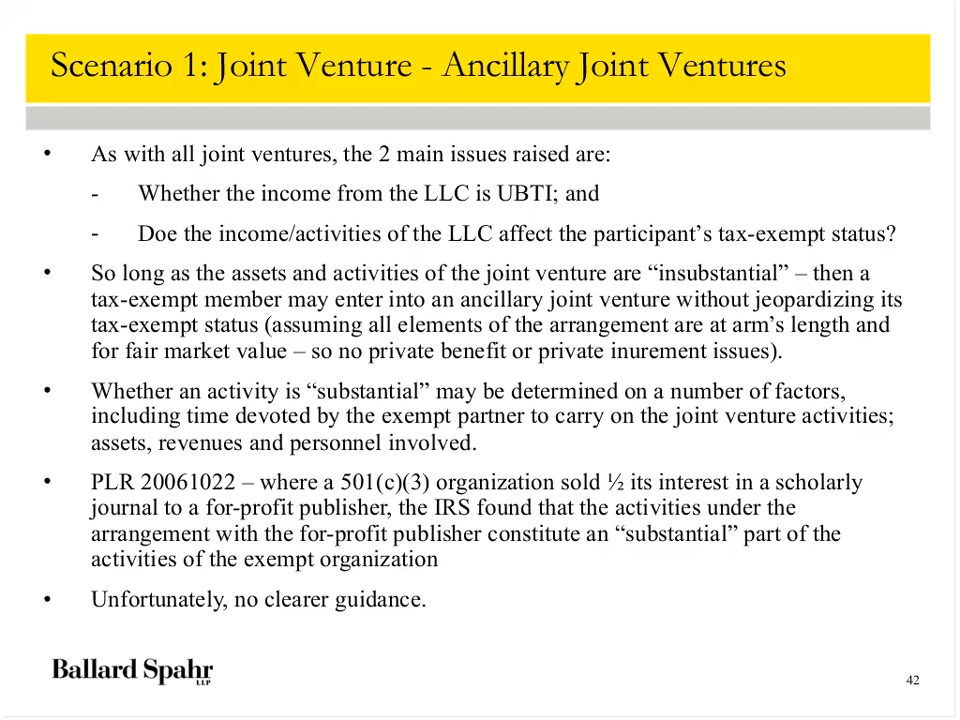 Scenario 1: Joint Venture - Ancillary Joint Ventures
• As with all joint ventures, the 2 main issues raised are:
- Whether the income from the LLC is UBTI; and
- Doe the income/activities of the LLC affect the participant’s tax-exempt status?
• So long as the assets and activities of the joint venture are “insubstantial” – then a
tax-exempt member may enter into an ancillary joint venture without jeopardizing its
tax-exempt status (assuming all elements of the arrangement are at arm’s length and
for fair market value – so no private benefit or private inurement issues).
• Whether an activity is “substantial” may be determined on a number of factors,
including time devoted by the exempt partner to carry on the joint venture activities;
assets, revenues and personnel involved.
• PLR 20061022 – where a 501(c)(3) organization sold ½ its interest in a scholarly
journal to a for-profit publisher, the IRS found that the activities under the
arrangement with the for-profit publisher constitute an “substantial” part of the
activities of the exempt organization
• Unfortunately, no clearer guidance.
Ballard Spahr
LLP
42